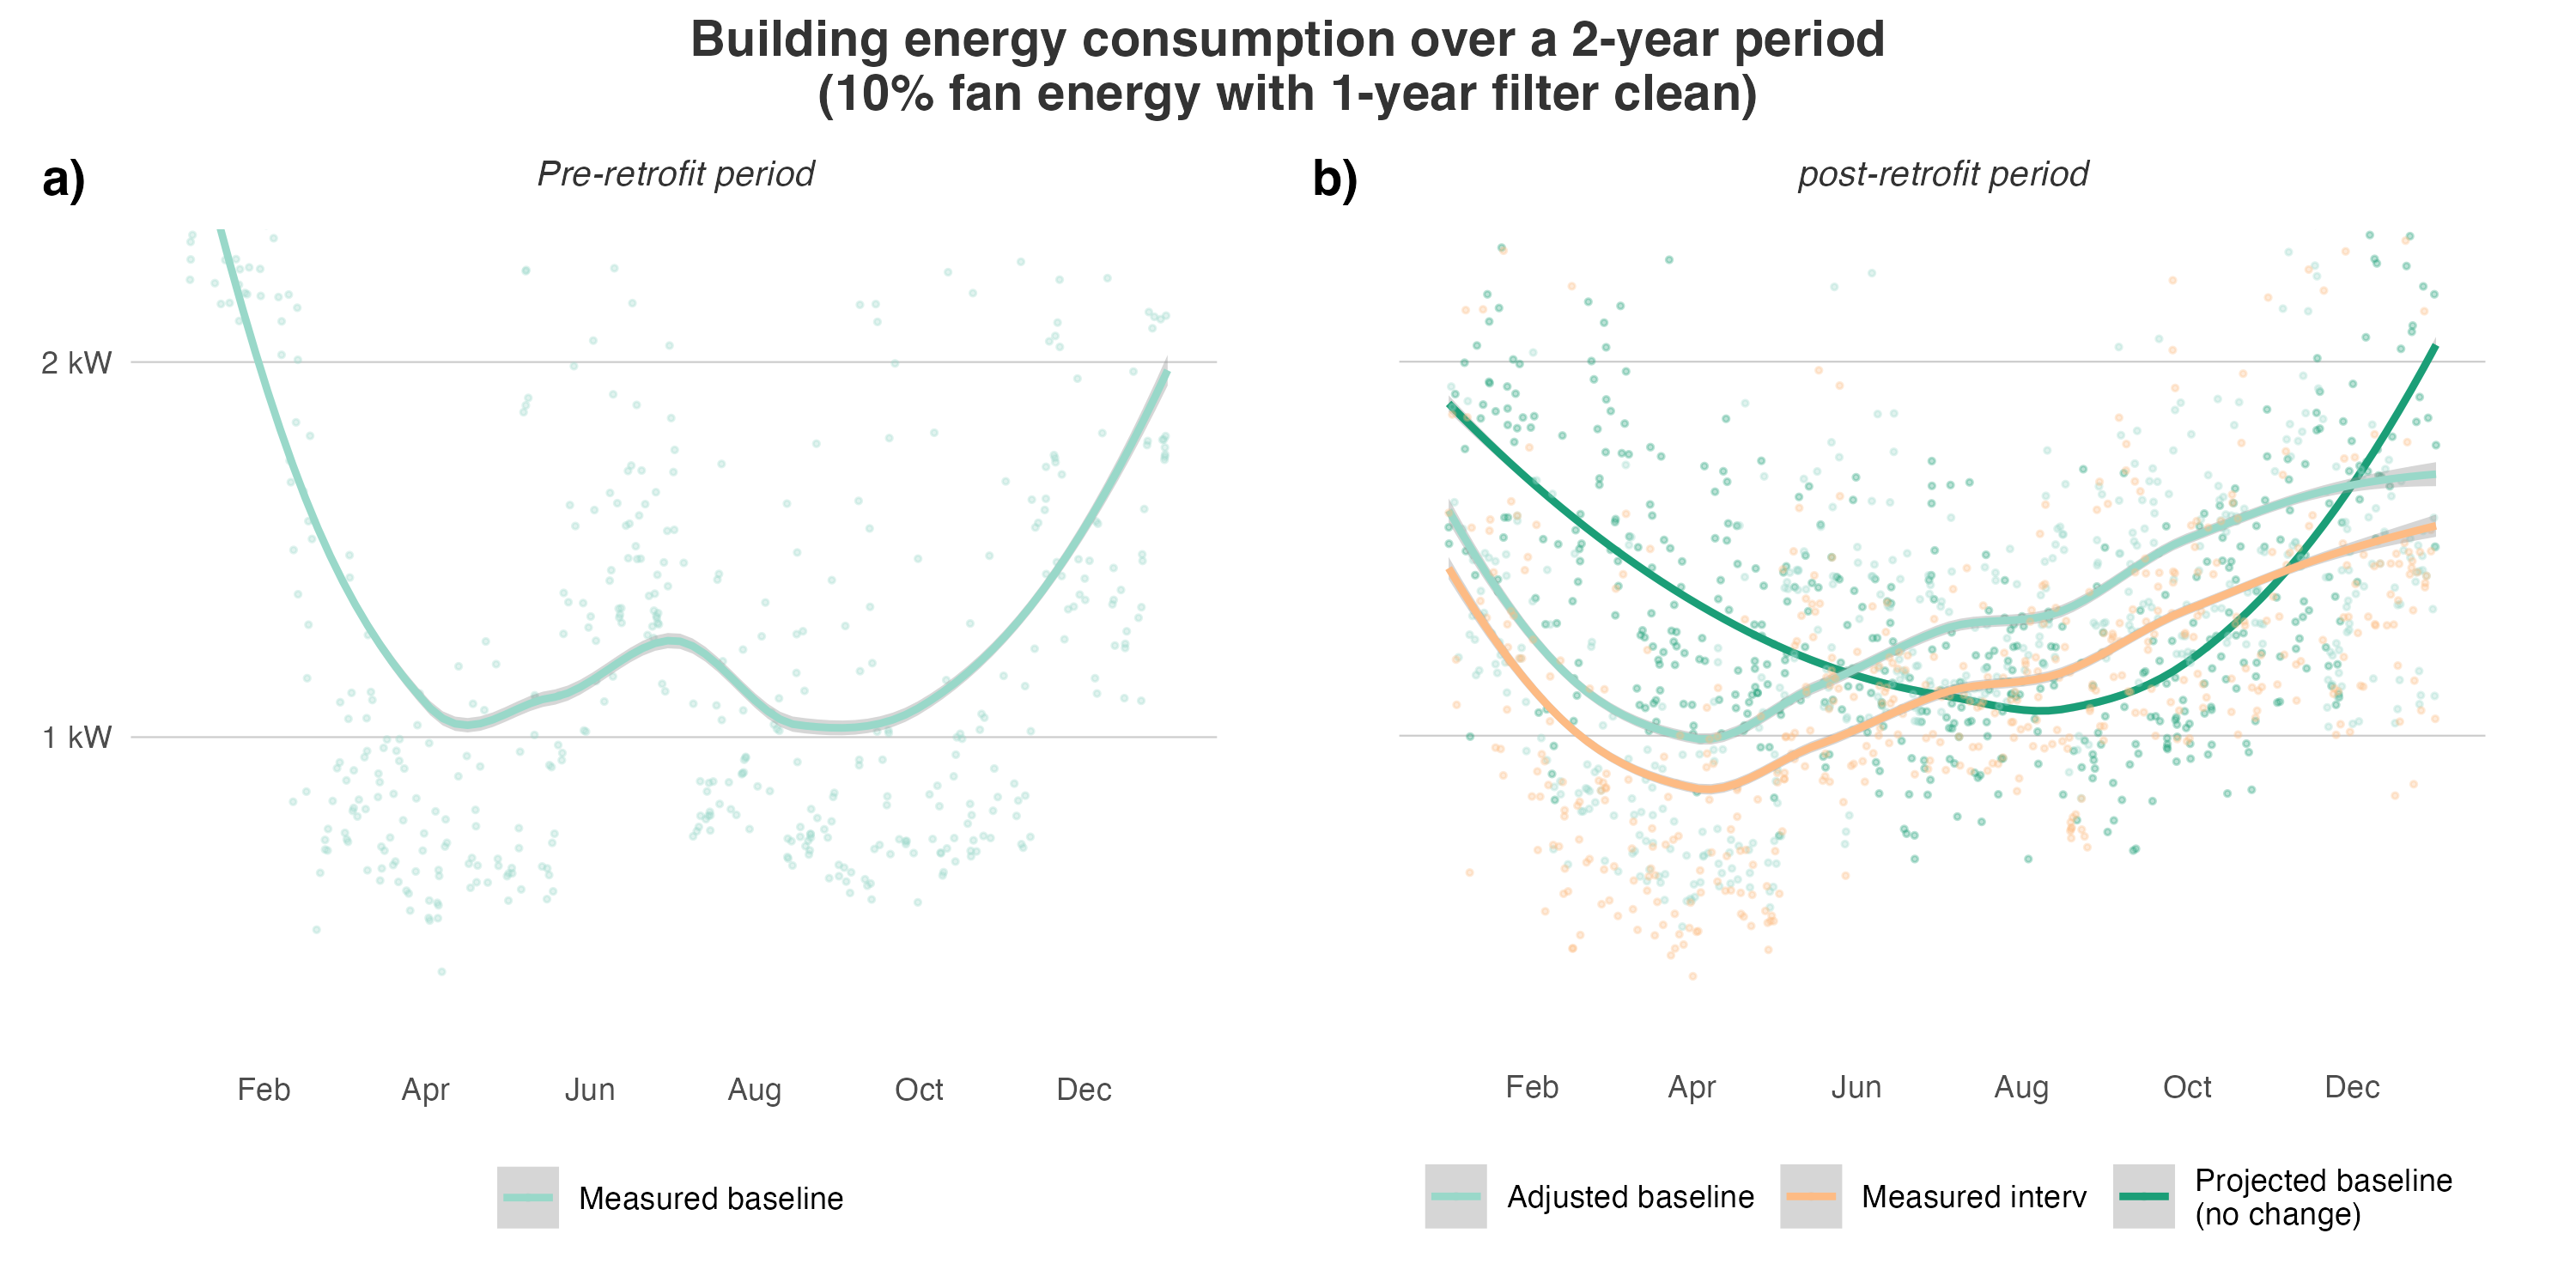 Building energy consumption over a 2-year period
(10% fan energy with 1-year filter clean)
a)
Pre-retrofit period
2 kW
1 kW
Feb Apr Jun Aug Oct Dec
Measured baseline
b)
post-retrofit period
Feb Apr Jun Aug Oct Dec
Adjusted baseline
Measured interv
Projected baseline
(no change)